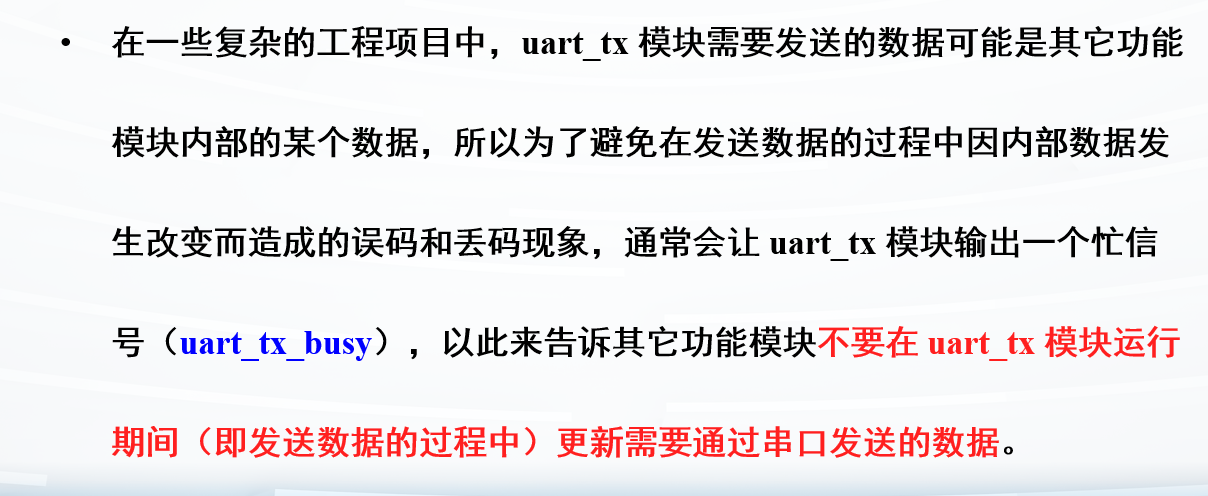 • 在一些复杂的工程项目中，uart_tx 模块需要发送的数据可能是其它功能
模块内部的某个数据，所以为了避免在发送数据的过程中因内部数据发
生改变而造成的误码和丢码现象，通常会让 uart_tx 模块输出一个忙信
号（uart_tx_busy），以此来告诉其它功能模块不要在 uart_tx 模块运行
期间（即发送数据的过程中）更新需要通过串口发送的数据。